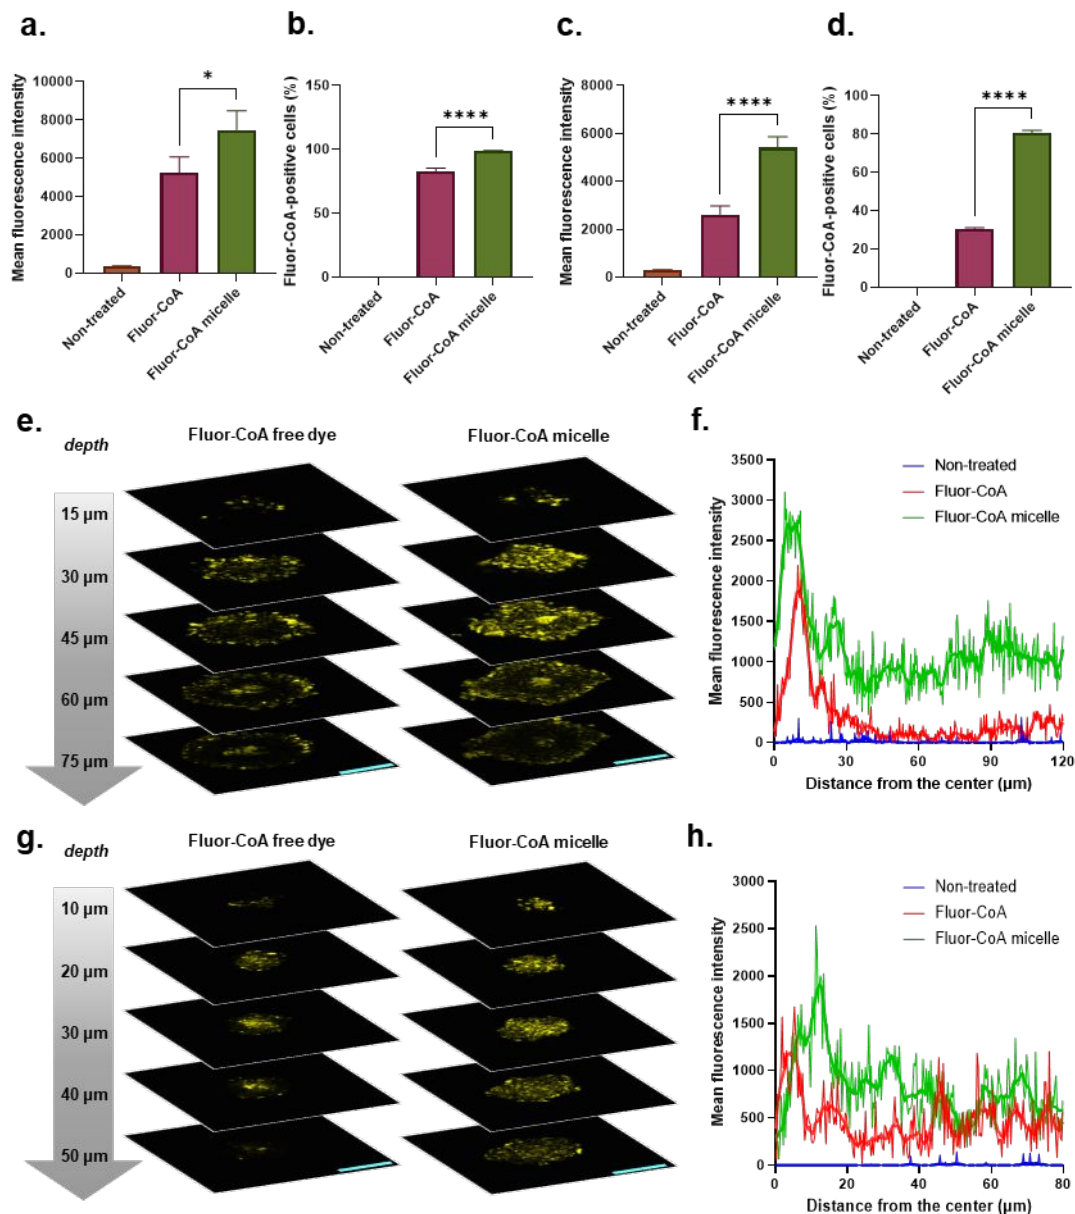 a.
Mean fluorescence intensity
10000
8000
6000
4000
2000
0
*
Non-treated
Fluor-CoA
Fluor-CoA micelle
b.
Fluor-CoA-positive cells (%)
150
100
50
0
****
Non-treated
Fluor-CoA
Fluor-CoA micelle
c.
Mean fluorescence intensity
8000
6000
4000
2000
0
****
Non-treated
Fluor-CoA
Fluor-CoA micelle
d.
Fluor-CoA-positive cells (%)
100
80
60
40
20
0
****
Non-treated
Fluor-CoA
Fluor-CoA micelle
e.
depth
Fluor-CoA free dye
Fluor-CoA micelle
15 µm
30 µm
45 µm
60 µm
75 µm
f.
Mean fluorescence intensity
3500
3000
2500
2000
1500
1000
500
0
Non-treated
Fluor-CoA
Fluor-CoA micelle
0 30 60 90 120
Distance from the center (µm)
g.
depth
Fluor-CoA free dye
Fluor-CoA micelle
10 µm
20 µm
30 µm
40 µm
50 µm
h.
Mean fluorescence intensity
3000
2500
2000
1500
1000
500
0
Non-treated
Fluor-CoA
Fluor-CoA micelle
0 20 40 60 80
Distance from the center (µm)